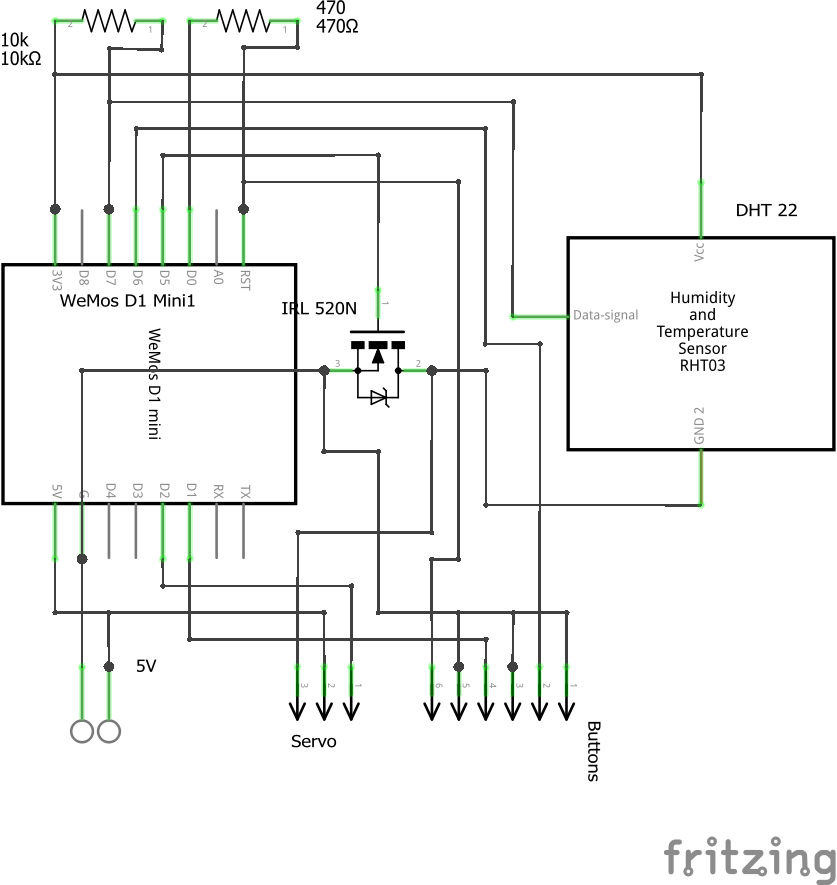 470
470Ω
10k
10kΩ
2 1
2 1
DHT 22
3V3 D8 D7 D6 D5 D0 A0 RST
Vcc
WeMos D1 Mini1
WeMos D1 mini
IRL 520N
1
3 2
Data-signal
Humidity
and
Temperature
Sensor
RHT03
GND 2
5V G D4 D3 D2 D1 RX TX
5V
3 2 1
6 5 4 3 2 1
Servo
Buttons
fritzing